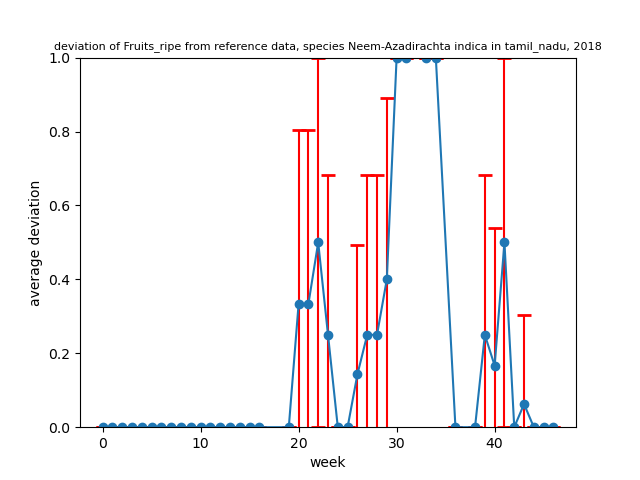 deviation of Fruits_ripe from reference data, species Neem-Azadirachta indica in tamil_nadu, 2018
1.0
0.8
0.6
0.4
0.2
0.0
average deviation
0 10 20 30 40
week